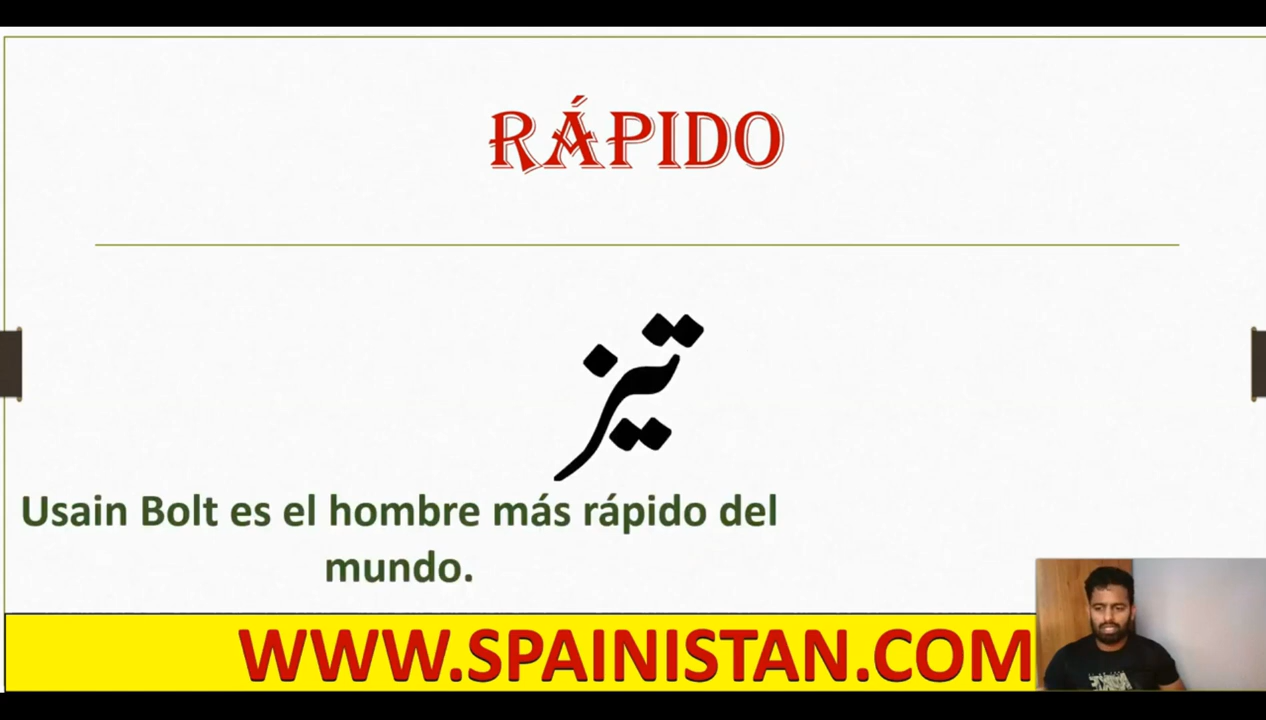 RÁPIDO
تیز
Usain Bolt es el hombre más rápido del
mundo.
WWW.SPAINISTAN.COM